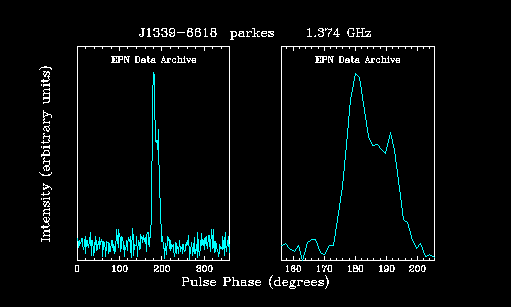 J1339-6618 parkes 1.374 GHz
EPN Data Archive EPN Data Archive
Intensity (arbitrary units)
0 100 200 300 160 170 180 190 200
Pulse Phase (degrees)